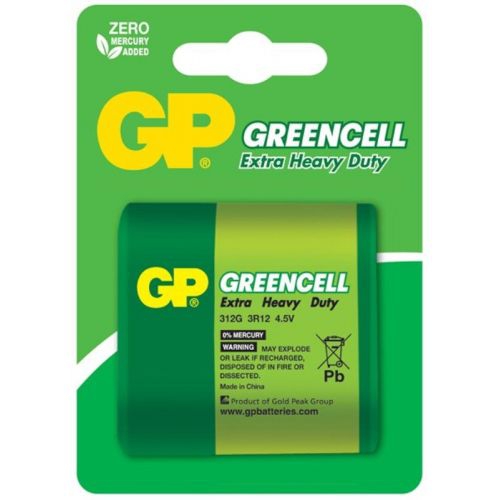 ZERO
MERCURY
ADDED
GP®
GREENCELL
Extra Heavy Duty
GP®
GREENCELL
Extra Heavy Duty
312G 3R12 4.5V
0% MERCURY
WARNING MAY EXPLODE
OR LEAK IF RECHARGED,
DISPOSED OF IN FIRE OR
DISSECTED.
Made in China
Pb
Product of Gold Peak Group
www.gpbatteries.com